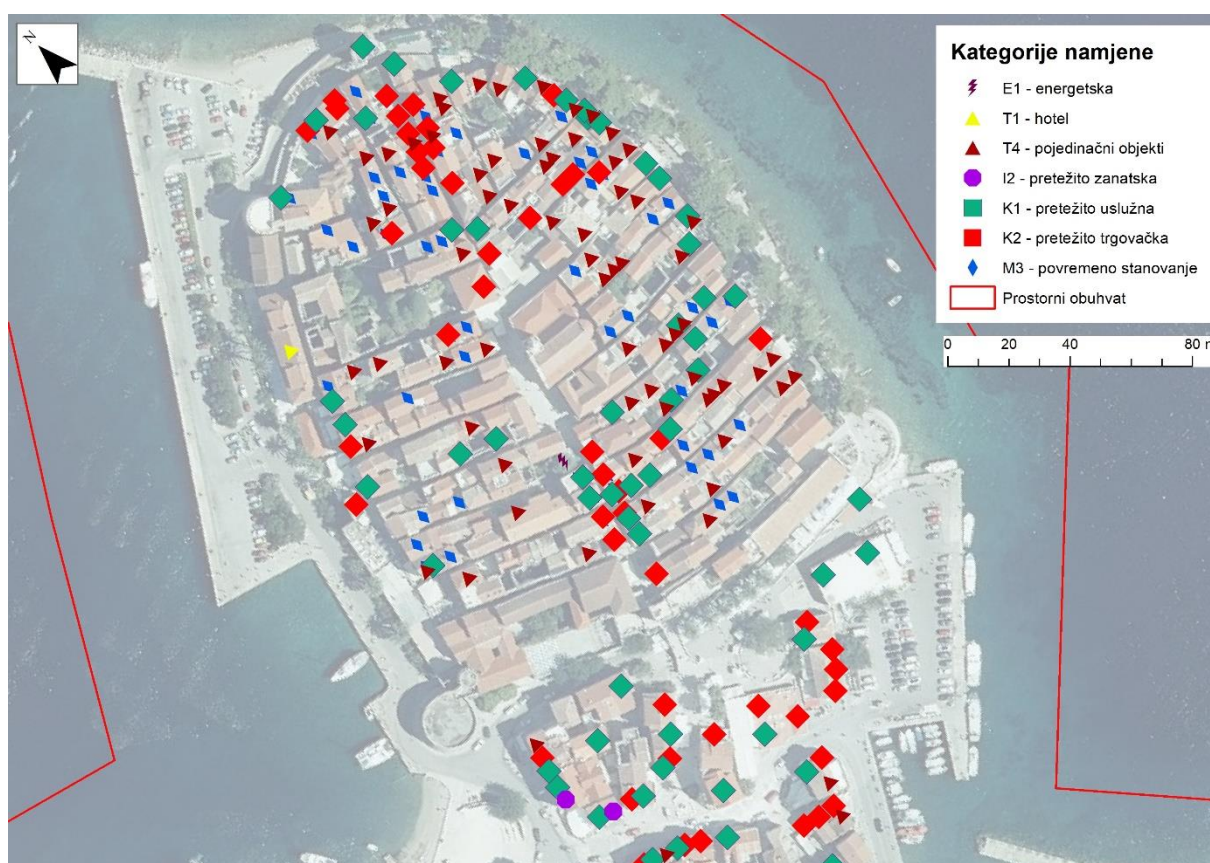 N
Kategorije namjene
E1 - energetska
T1 - hotel
T4 - pojedinačni objekti
I2 - pretežito zanatska
K1 - pretežito uslužna
K2 - pretežito trgovačka
M3 - povremeno stanovanje
Prostorni obuhvat
0 20 40 80 m